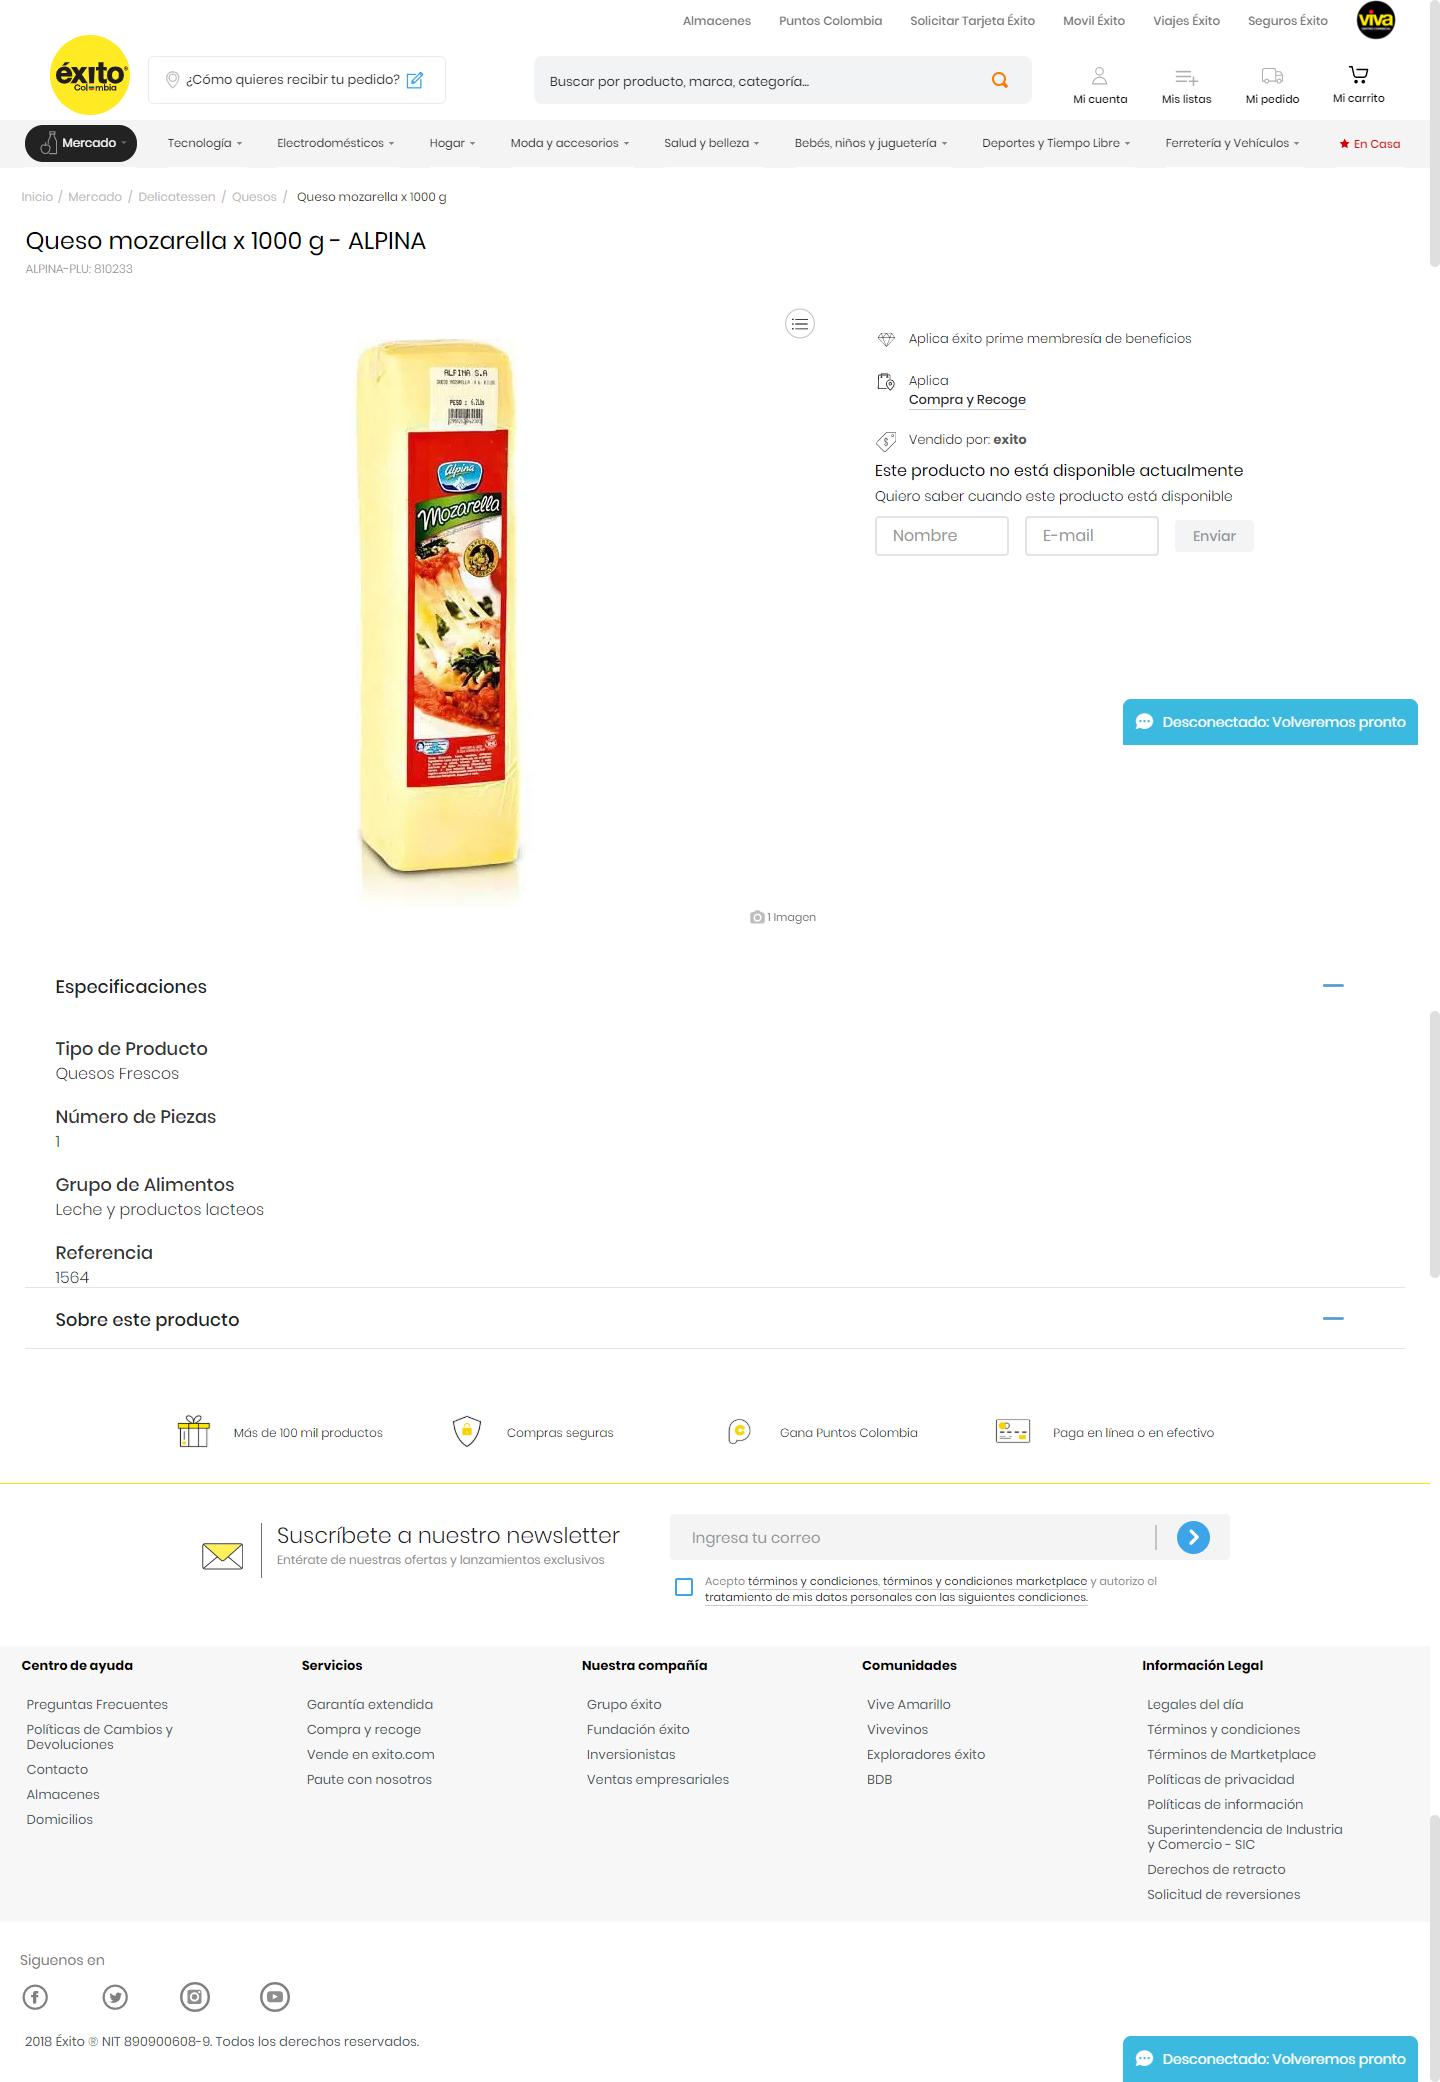 Almacenes Puntos Colombia Solicitar Tarjeta Éxito Movil Éxito Viajes Éxito Seguros Éxito viva
éxito
Colombia
¿Cómo quieres recibir tu pedido?
Buscar por producto, marca, categoría...
Mi cuenta Mis listas Mi pedido Mi carrito
Mercado Tecnología Electrodomésticos Hogar Moda y accesorios Salud y belleza Bebés, niños y juguetería Deportes y Tiempo Libre Ferretería y Vehículos En Casa
Inicio / Mercado / Delicatessen / Quesos / Queso mozarella x 1000 g
Queso mozarella x 1000 g - ALPINA
ALPINA-PLU: 810233
ALPINA S.A
Alpina
Mozarella
1 Imagen
Aplica éxito prime membresía de beneficios
Aplica
Compra y Recoge
Vendido por: exito
Este producto no está disponible actualmente
Quiero saber cuando este producto está disponible
Nombre E-mail Enviar
Desconectado: Volveremos pronto
Especificaciones
Tipo de Producto
Quesos Frescos
Número de Piezas
1
Grupo de Alimentos
Leche y productos lacteos
Referencia
1564
Sobre este producto
Más de 100 mil productos Compras seguras Gana Puntos Colombia Paga en línea o en efectivo
Suscríbete a nuestro newsletter
Entérate de nuestras ofertas y lanzamientos exclusivos
Ingresa tu correo
Acepto términos y condiciones, términos y condiciones marketplace y autorizo el
tratamiento de mis datos personales con las siguientes condiciones.
Centro de ayuda
Preguntas Frecuentes
Políticas de Cambios y
Devoluciones
Contacto
Almacenes
Domicilios
Servicios
Garantía extendida
Compra y recoge
Vende en exito.com
Paute con nosotros
Nuestra compañía
Grupo éxito
Fundación éxito
Inversionistas
Ventas empresariales
Comunidades
Vive Amarillo
Vivevinos
Exploradores éxito
BDB
Información Legal
Legales del día
Términos y condiciones
Términos de Martketplace
Políticas de privacidad
Políticas de información
Superintendencia de Industria
y Comercio - SIC
Derechos de retracto
Solicitud de reversiones
Siguenos en
2018 Éxito ® NIT 890900608-9. Todos los derechos reservados.
Desconectado: Volveremos pronto